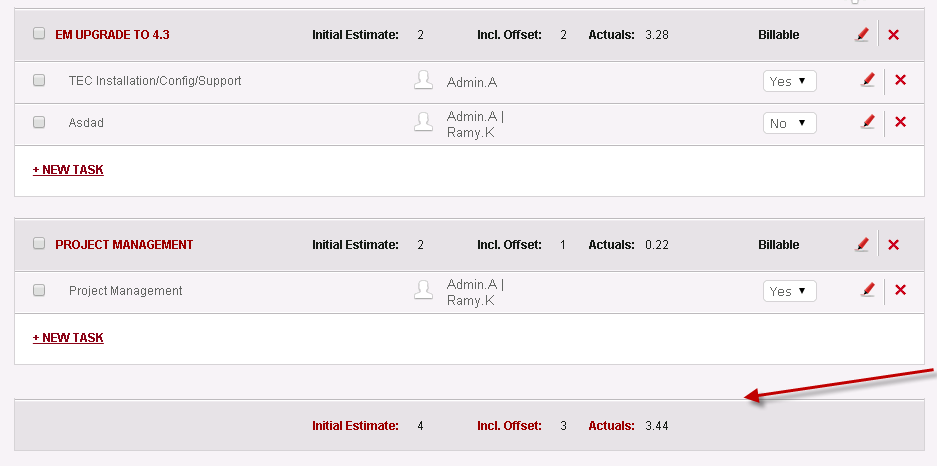 EM UPGRADE TO 4.3 Initial Estimate: 2 Incl. Offset: 2 Actuals: 3.28 Billable
TEC Installation/Config/Support Admin.A Yes
Asdad Admin.A | Ramy.K No
+ NEW TASK
PROJECT MANAGEMENT Initial Estimate: 2 Incl. Offset: 1 Actuals: 0.22 Billable
Project Management Admin.A | Ramy.K Yes
+ NEW TASK
Initial Estimate: 4 Incl. Offset: 3 Actuals: 3.44